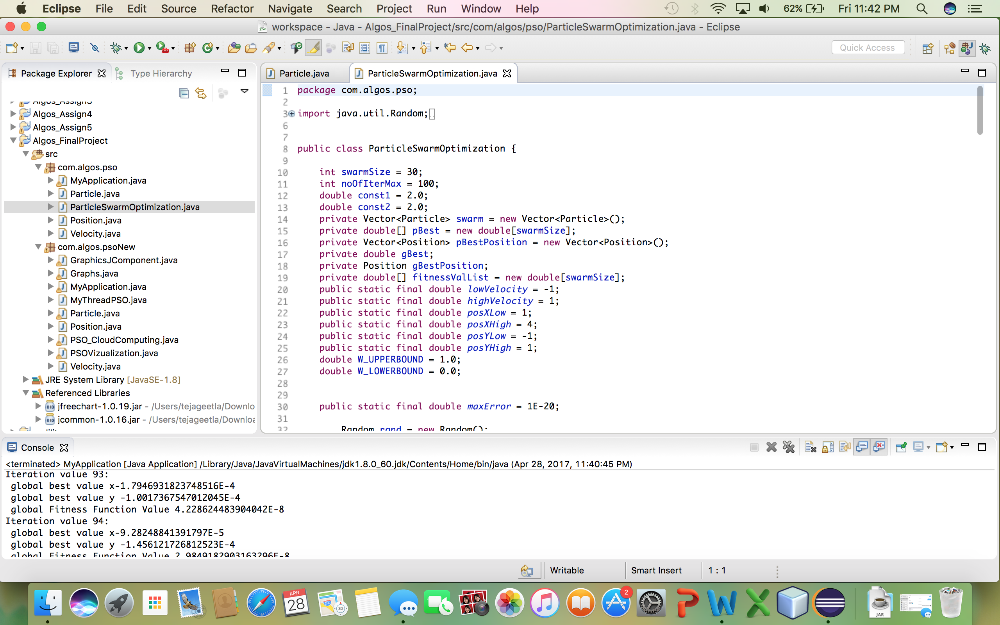 Eclipse File Edit Source Refactor Navigate Search Project Run Window Help 62% Fri 11:42 PM
workspace - Java - Algos_FinalProject/src/com/algos/pso/ParticleSwarmOptimization.java - Eclipse
Quick Access
Package Explorer Type Hierarchy
Algos_Assign3
Algos_Assign4
Algos_Assign5
Algos_FinalProject
src
com.algos.pso
MyApplication.java
Particle.java
ParticleSwarmOptimization.java
Position.java
Velocity.java
com.algos.psoNew
GraphicsJComponent.java
Graphs.java
MyApplication.java
MyThreadPSO.java
Particle.java
Position.java
PSO_CloudComputing.java
PSOVizualization.java
Velocity.java
JRE System Library [JavaSE-1.8]
Referenced Libraries
jfreechart-1.0.19.jar - /Users/tejageetla/Downlo
jcommon-1.0.16.jar - /Users/tejageetla/Downloa
Particle.java ParticleSwarmOptimization.java
1 package com.algos.pso;
2
3 import java.util.Random;
6
7
8 public class ParticleSwarmOptimization {
9
10 int swarmSize = 30;
11 int noOfIterMax = 100;
12 double const1 = 2.0;
13 double const2 = 2.0;
14 private Vector<Particle> swarm = new Vector<Particle>();
15 private double[] pBest = new double[swarmSize];
16 private Vector<Position> pBestPosition = new Vector<Position>();
17 private double gBest;
18 private Position gBestPosition;
19 private double[] fitnessValList = new double[swarmSize];
20 public static final double lowVelocity = -1;
21 public static final double highVelocity = 1;
22 public static final double posXLow = 1;
23 public static final double posXHigh = 4;
24 public static final double posYLow = -1;
25 public static final double posYHigh = 1;
26 double W_UPPERBOUND = 1.0;
27 double W_LOWERBOUND = 0.0;
28
29
30 public static final double maxError = 1E-20;
31
32 Random rand = new Random();
Console
<terminated> MyApplication [Java Application] /Library/Java/JavaVirtualMachines/jdk1.8.0_60.jdk/Contents/Home/bin/java (Apr 28, 2017, 11:40:45 PM)
Iteration value 93:
global best value x-1.7946931823748516E-4
global best value y -1.0017367547012045E-4
global Fitness Function Value 4.228624483904042E-8
Iteration value 94:
global best value x-9.28248841391797E-5
global best value y -1.456121726812523E-4
global Fitness Function Value 2.9849182903163296E-8
Writable Smart Insert 1 : 1
APR
28
280
3D
2
JAR